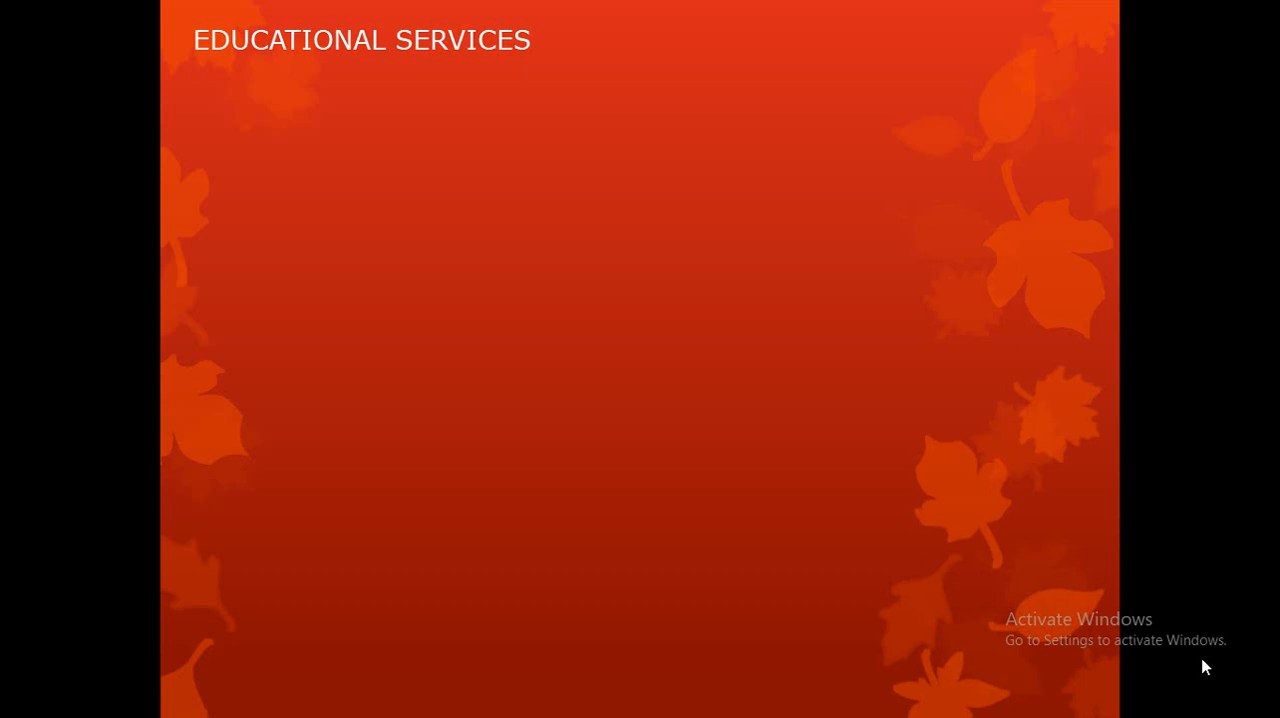 EDUCATIONAL SERVICES
Activate Windows
Go to Settings to activate Windows.